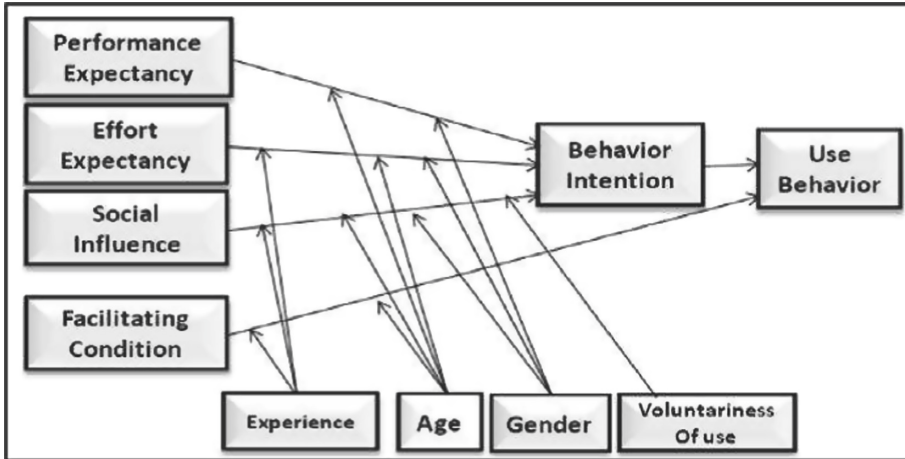 Performance
Expectancy
Effort
Expectancy
Social
Influence
Facilitating
Condition
Behavior
Intention
Use
Behavior
Experience
Age
Gender
Voluntariness
Of use